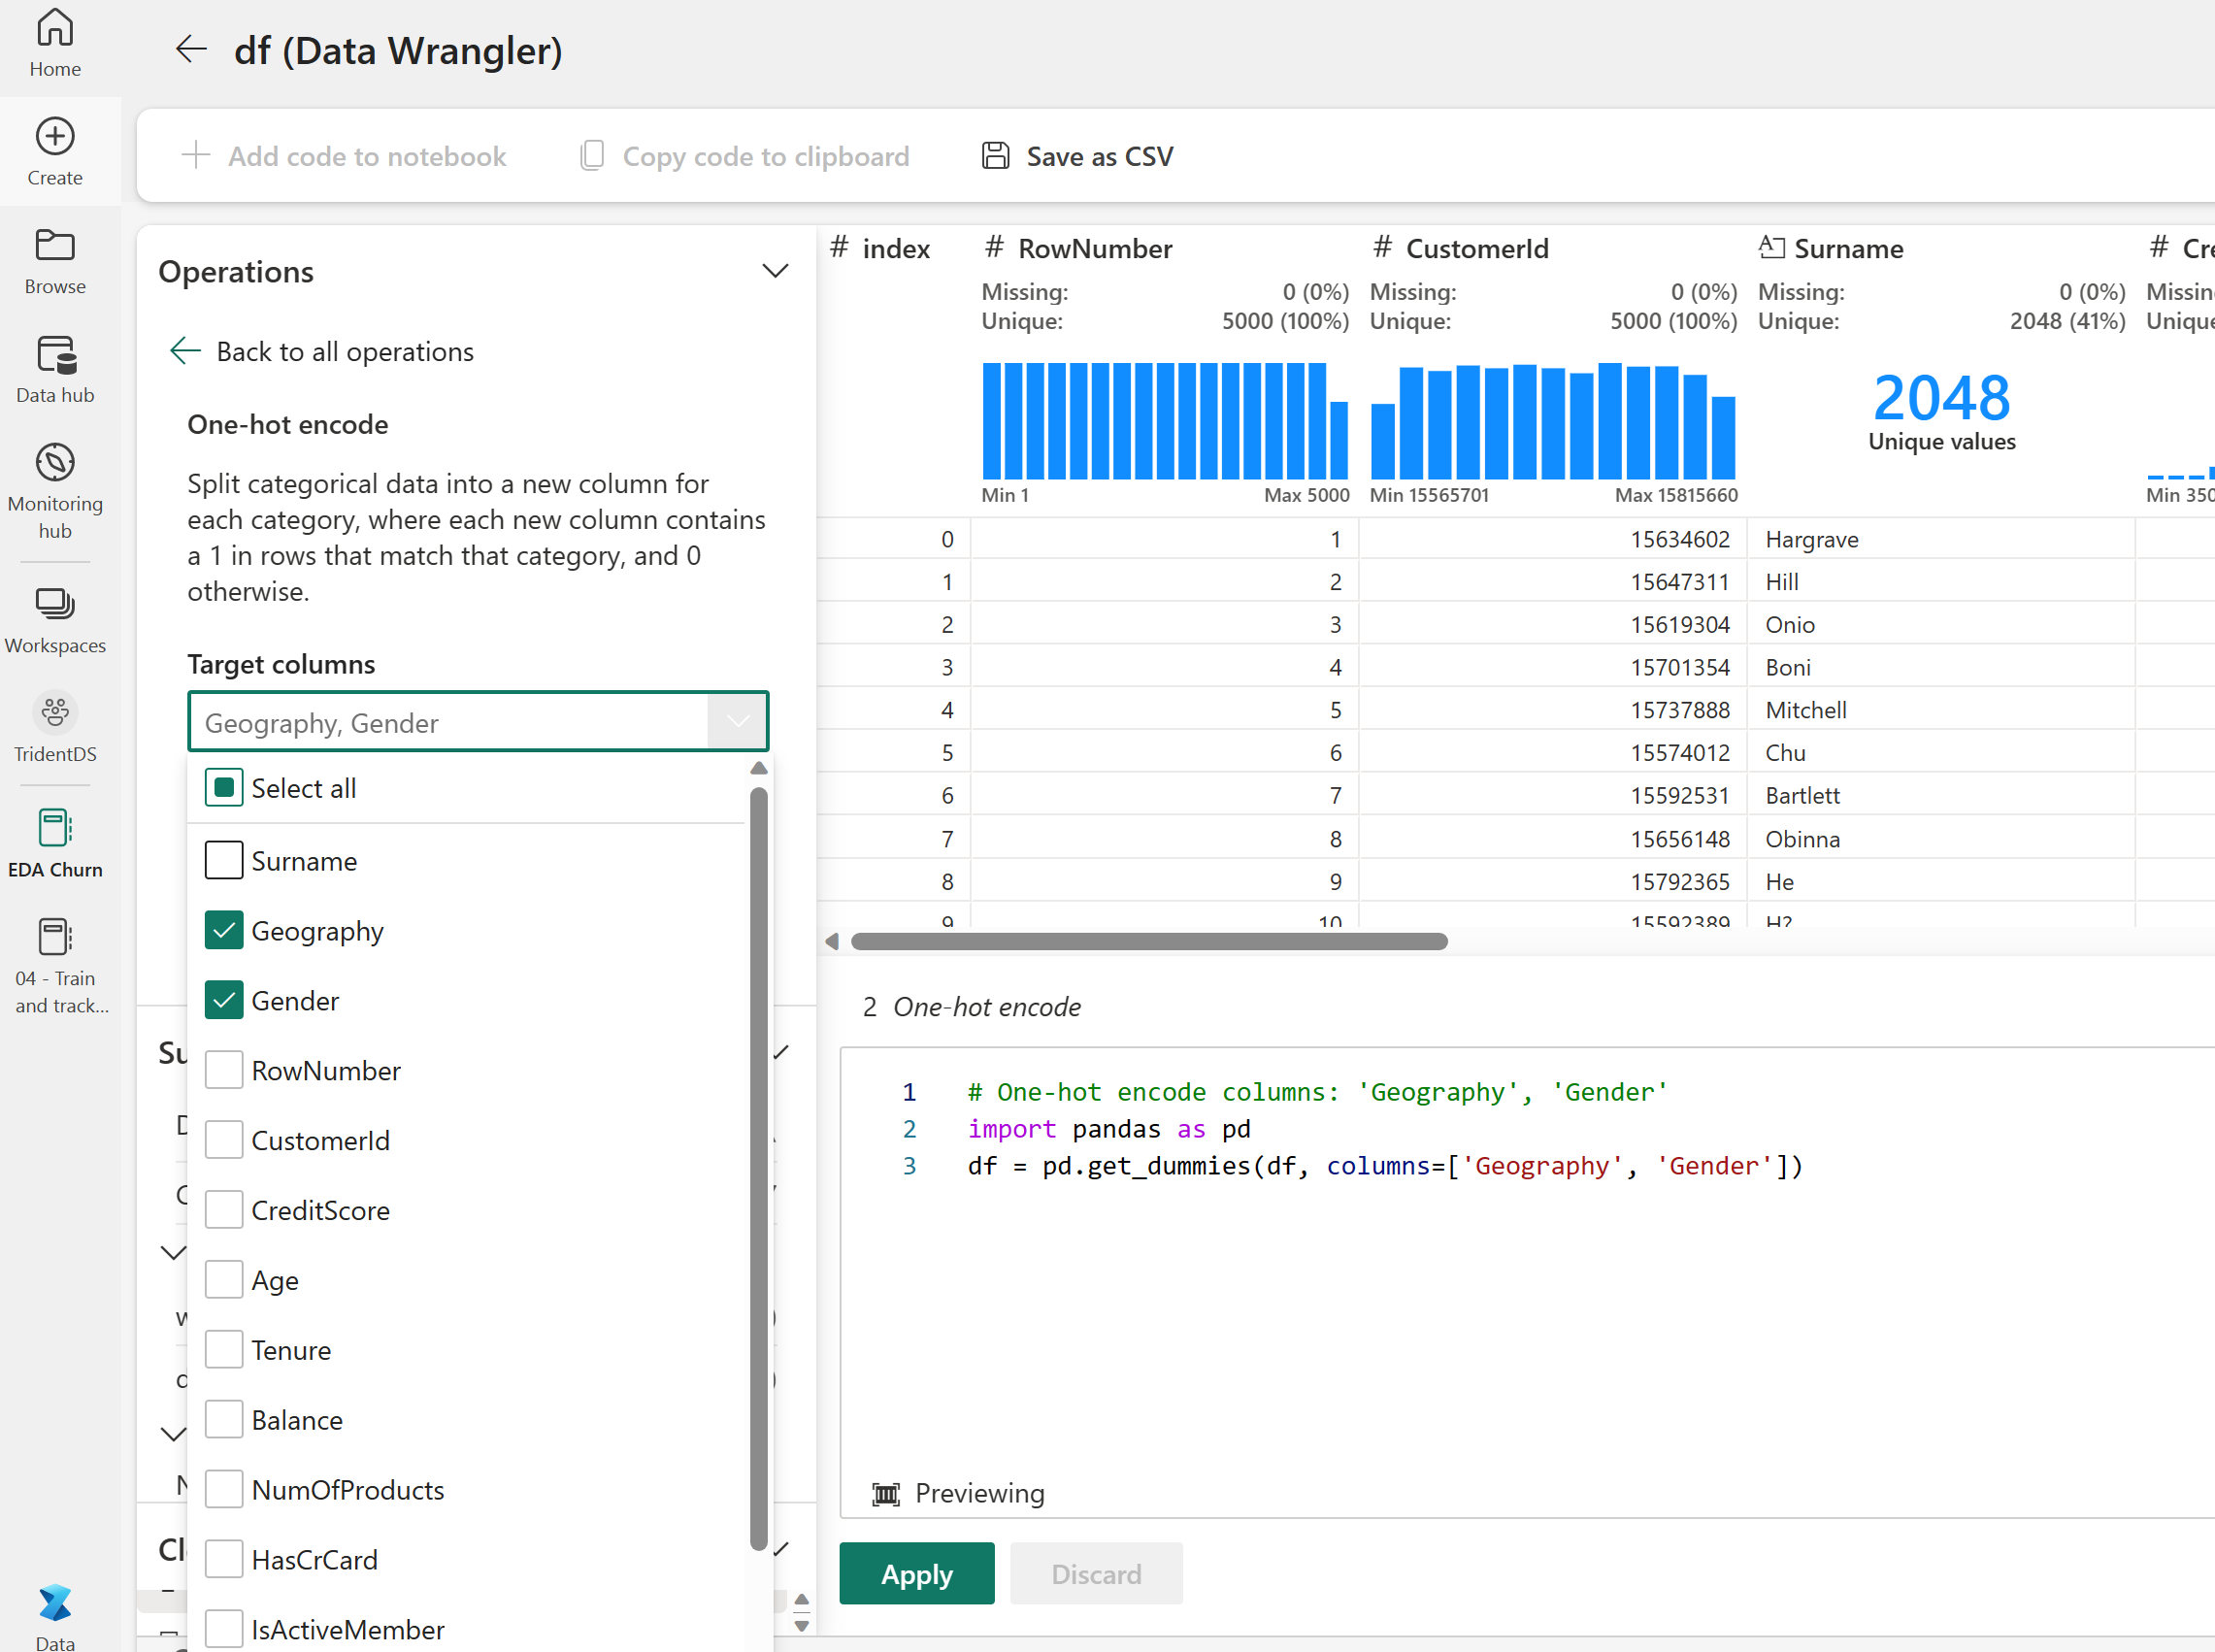 Home
Create
Browse
Data hub
Monitoring
hub
Workspaces
TridentDS
EDA Churn
04 - Train
and track...
Data
df (Data Wrangler)
Add code to notebook
Copy code to clipboard
Save as CSV
Operations
Back to all operations
One-hot encode
Split categorical data into a new column for
each category, where each new column contains
a 1 in rows that match that category, and 0
otherwise.
Target columns
Geography, Gender
Select all
Surname
Geography
Gender
RowNumber
CustomerId
CreditScore
Age
Tenure
Balance
NumOfProducts
HasCrCard
IsActiveMember
# index # RowNumber # CustomerId Surname #
Missing: 0 (0%) Missing: 0 (0%) Missing: 0 (0%)
Unique: 5000 (100%) Unique: 5000 (100%) Unique: 2048 (41%)
2048
Unique values
Min 1 Max 5000 Min 15565701 Max 15815660
0 1 15634602 Hargrave
1 2 15647311 Hill
2 3 15619304 Onio
3 4 15701354 Boni
4 5 15737888 Mitchell
5 6 15574012 Chu
6 7 15592531 Bartlett
7 8 15656148 Obinna
8 9 15792365 He
9 10 15592389 H?
2 One-hot encode
1 # One-hot encode columns: 'Geography', 'Gender'
2 import pandas as pd
3 df = pd.get_dummies(df, columns=['Geography', 'Gender'])
Previewing
Apply
Discard